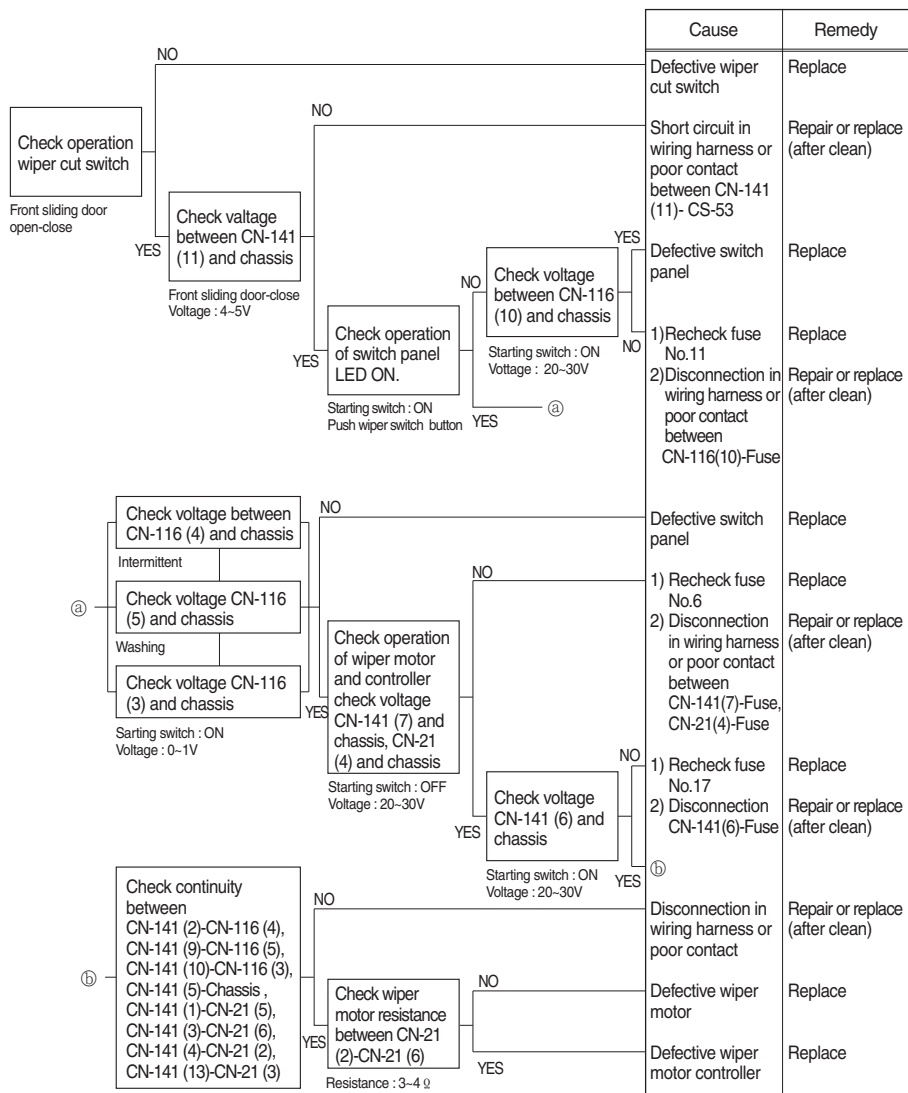 Cause
Remedy
NO
Defective wiper
cut switch
Replace
Check operation
wiper cut switch
Front sliding door
open-close
NO
Short circuit in
wiring harness or
poor contact
between CN-141
(11)- CS-53
Repair or replace
(after clean)
YES
Check valtage
between CN-141
(11) and chassis
Front sliding door-close
Voltage : 4~5V
YES
Check operation
of switch panel
LED ON.
Starting switch : ON
Push wiper switch button
NO
Check voltage
between CN-116
(10) and chassis
Starting switch : ON
Vottage : 20~30V
YES
Defective switch
panel
Replace
NO
1)Recheck fuse
No.11
Replace
2)Disconnection in
wiring harness or
poor contact
between
CN-116(10)-Fuse
Repair or replace
(after clean)
YES
ⓐ
ⓐ
Check voltage between
CN-116 (4) and chassis
Intermittent
Check voltage CN-116
(5) and chassis
Washing
Check voltage CN-116
(3) and chassis
Sarting switch : ON
Voltage : 0~1V
NO
Defective switch
panel
Replace
YES
Check operation
of wiper motor
and controller
check voltage
CN-141 (7) and
chassis, CN-21
(4) and chassis
Starting switch : OFF
Voltage : 20~30V
NO
1) Recheck fuse
No.6
Replace
2) Disconnection
in wiring harness
or poor contact
between
CN-141(7)-Fuse,
CN-21(4)-Fuse
Repair or replace
(after clean)
YES
Check voltage
CN-141 (6) and
chassis
Starting switch : ON
Voltage : 20~30V
NO
1) Recheck fuse
No.17
Replace
2) Disconnection
CN-141(6)-Fuse
Repair or replace
(after clean)
YES
ⓑ
ⓑ
Check continuity
between
CN-141 (2)-CN-116 (4),
CN-141 (9)-CN-116 (5),
CN-141 (10)-CN-116 (3),
CN-141 (5)-Chassis ,
CN-141 (1)-CN-21 (5),
CN-141 (3)-CN-21 (6),
CN-141 (4)-CN-21 (2),
CN-141 (13)-CN-21 (3)
NO
Disconnection in
wiring harness or
poor contact
Repair or replace
(after clean)
YES
Check wiper
motor resistance
between CN-21
(2)-CN-21 (6)
Resistance : 3~4 Ω
NO
Defective wiper
motor
Replace
YES
Defective wiper
motor controller
Replace